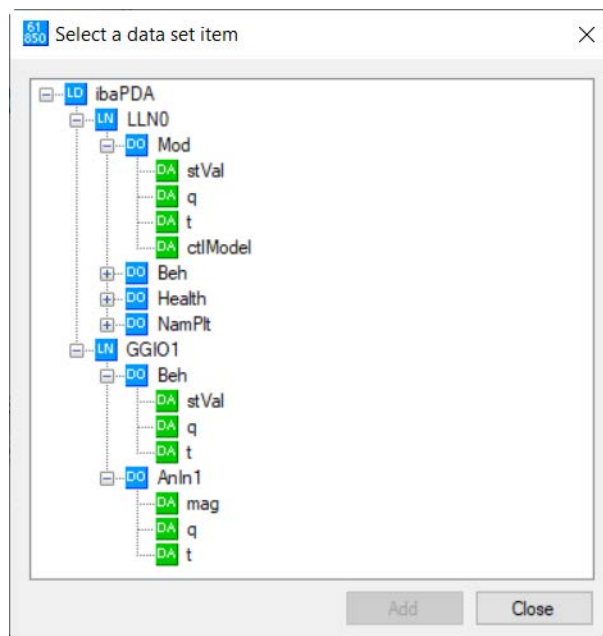 61 850 Select a data set item
LD ibaPDA
LN LLN0
DO Mod
DA stVal
DA q
DA t
DA ctlModel
DO Beh
DO Health
DO NamPlt
LN GGIO1
DO Beh
DA stVal
DA q
DA t
DO AnIn1
DA mag
DA q
DA t
Add Close